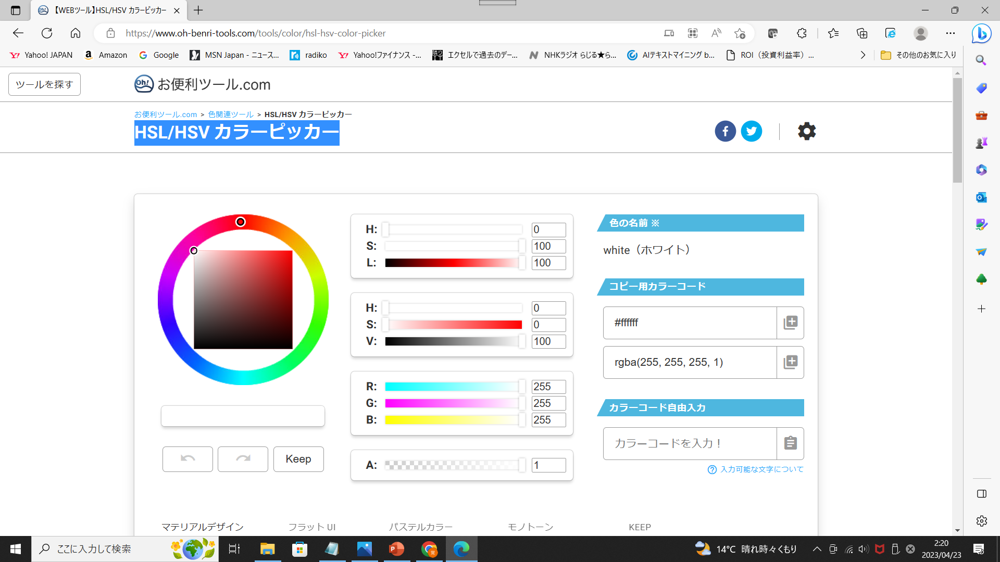 【WEBツール】HSL/HSV カラーピッカー
https://www.oh-benri-tools.com/tools/color/hsl-hsv-color-picker
Yahoo! JAPAN
Amazon
Google
MSN Japan - ニュース...
radiko
Yahoo!ファイナンス -...
エクセルで過去のデー...
NHKラジオ らじる★ら...
AIテキストマイニング b...
ROI（投資利益率）...
その他のお気に入り
ツールを探す
Oh!
お便利ツール.com
お便利ツール.com > 色関連ツール > HSL/HSV カラーピッカー
HSL/HSV カラーピッカー
H: 0
S: 100
L: 100
H: 0
S: 0
V: 100
R: 255
G: 255
B: 255
A: 1
Keep
色の名前 ※
white（ホワイト）
コピー用カラーコード
#ffffff
rgba(255, 255, 255, 1)
カラーコード自由入力
カラーコードを入力！
入力可能な文字について
マテリアルデザイン
フラット UI
パステルカラー
モノトーン
KEEP
ここに入力して検索
14°C 晴れ時々くもり
2:20
2023/04/23